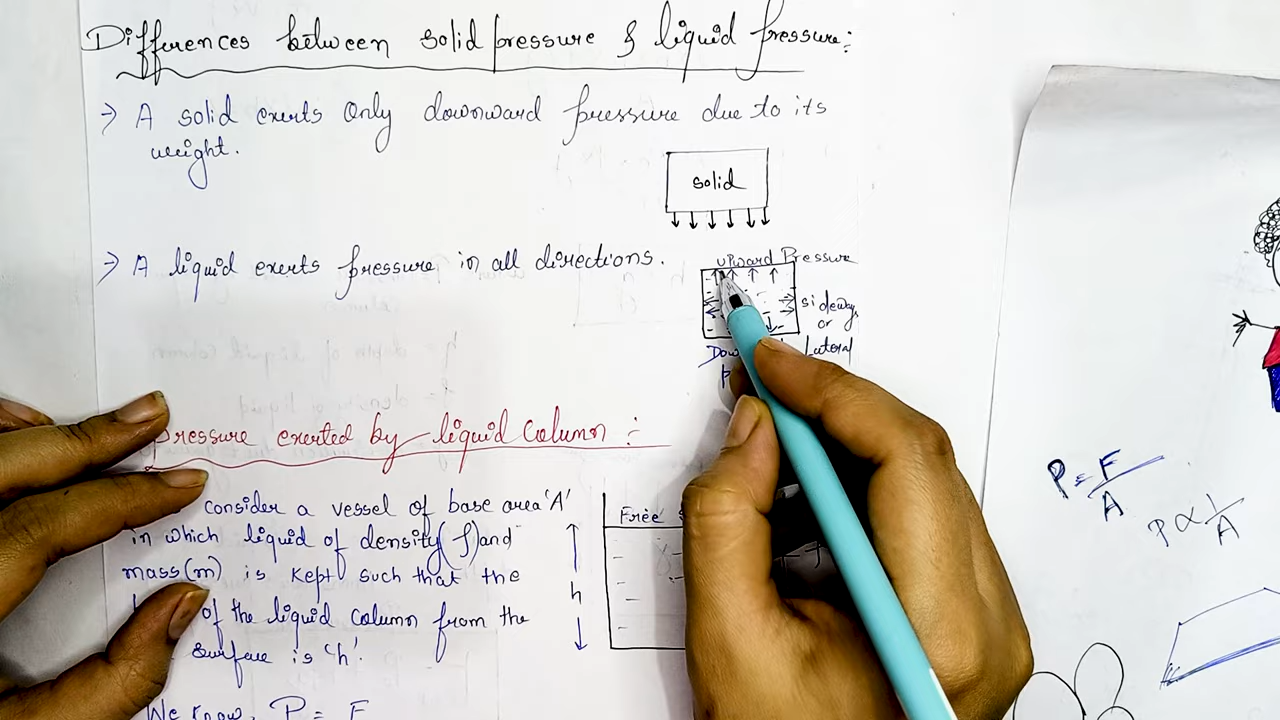 Differences between solid pressure & liquid pressure:
→ A solid exerts only downward pressure due to its
weight.
solid
→ A liquid exerts pressure in all directions.
upward Pressure
sideways
or
Lateral
Pressure exerted by liquid column :
Free
consider a vessel of base area 'A'
in which liquid of density (ρ) and
mass (m) is kept such that the
of the liquid column from the
surface is 'h'.
h
We know, P = F
P = F/A
P ∝ 1/A